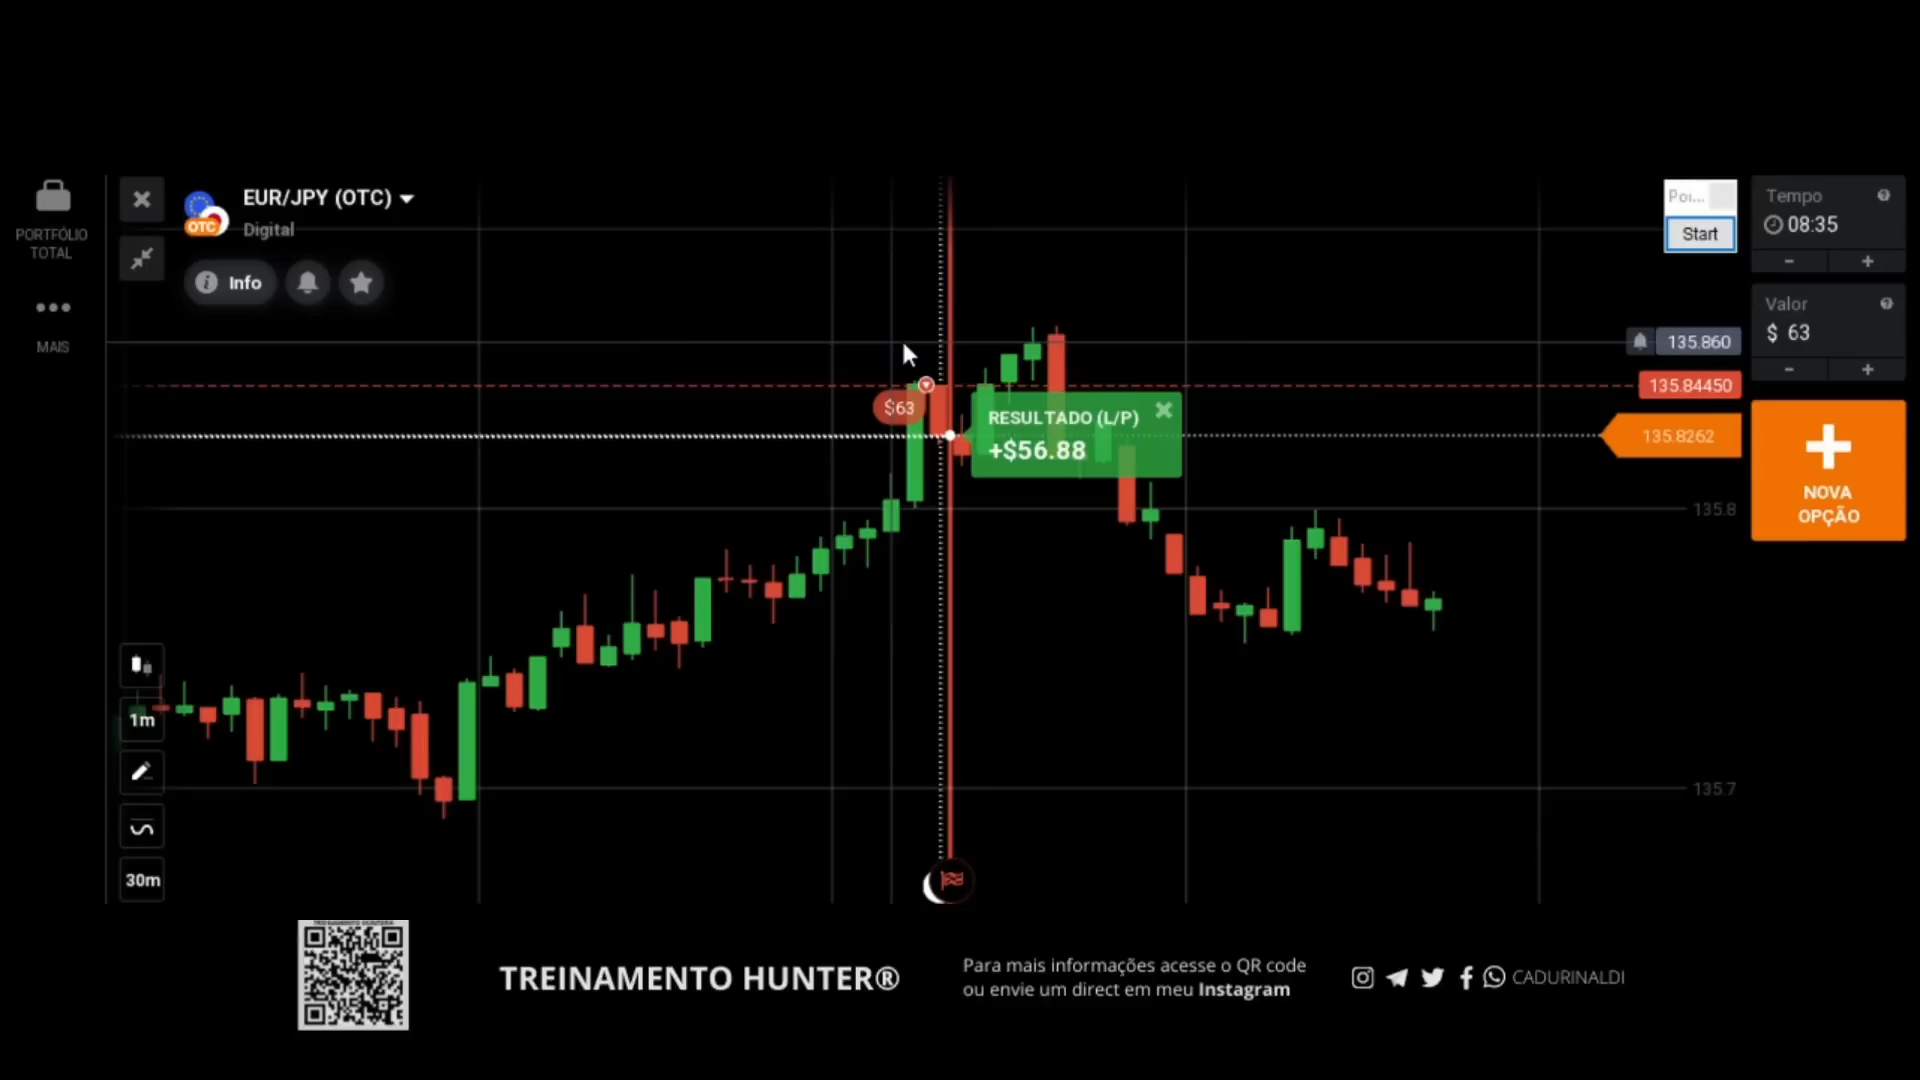 PORTFÓLIO
TOTAL
MAIS
EUR/JPY (OTC)
OTC
Digital
Info
Poi...
Start
Tempo
08:35
- +
Valor
$ 63
- +
NOVA
OPÇÃO
135.860
135.84450
135.8262
135.8
135.7
$63
RESULTADO (L/P)
+$56.88
1m
30m
TREINAMENTO HUNTER®
Para mais informações acesse o QR code
ou envie um direct em meu Instagram
CADURINALDI